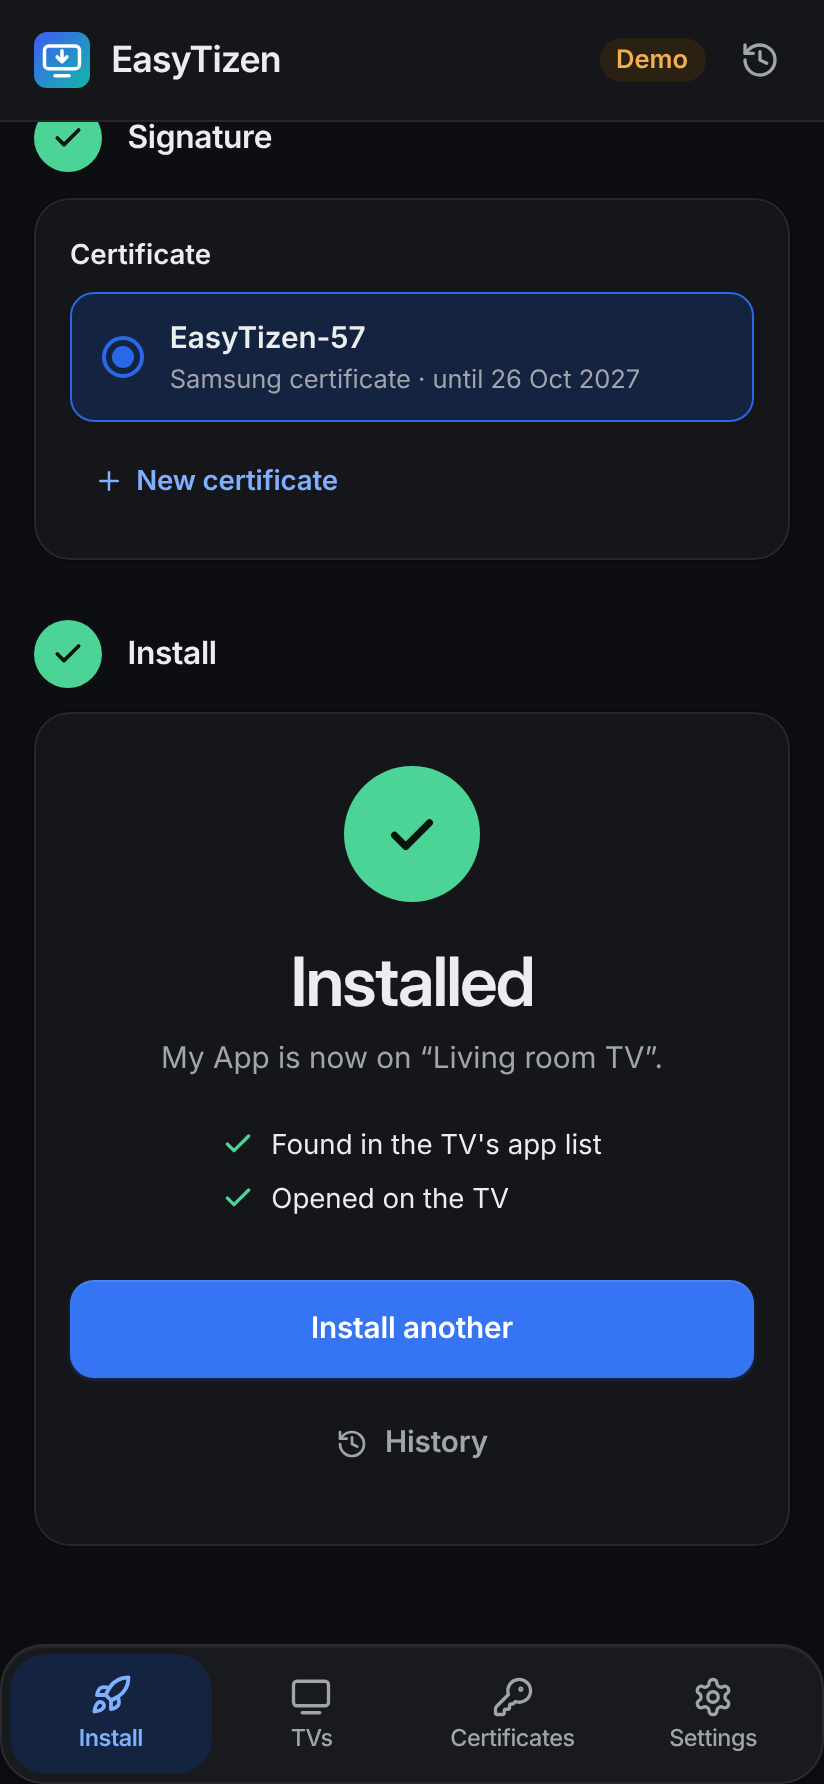 EasyTizen
Demo
Signature
Certificate
EasyTizen-57
Samsung certificate · until 26 Oct 2027
New certificate
Install
Installed
My App is now on “Living room TV”.
Found in the TV's app list
Opened on the TV
Install another
History
Install
TVs
Certificates
Settings